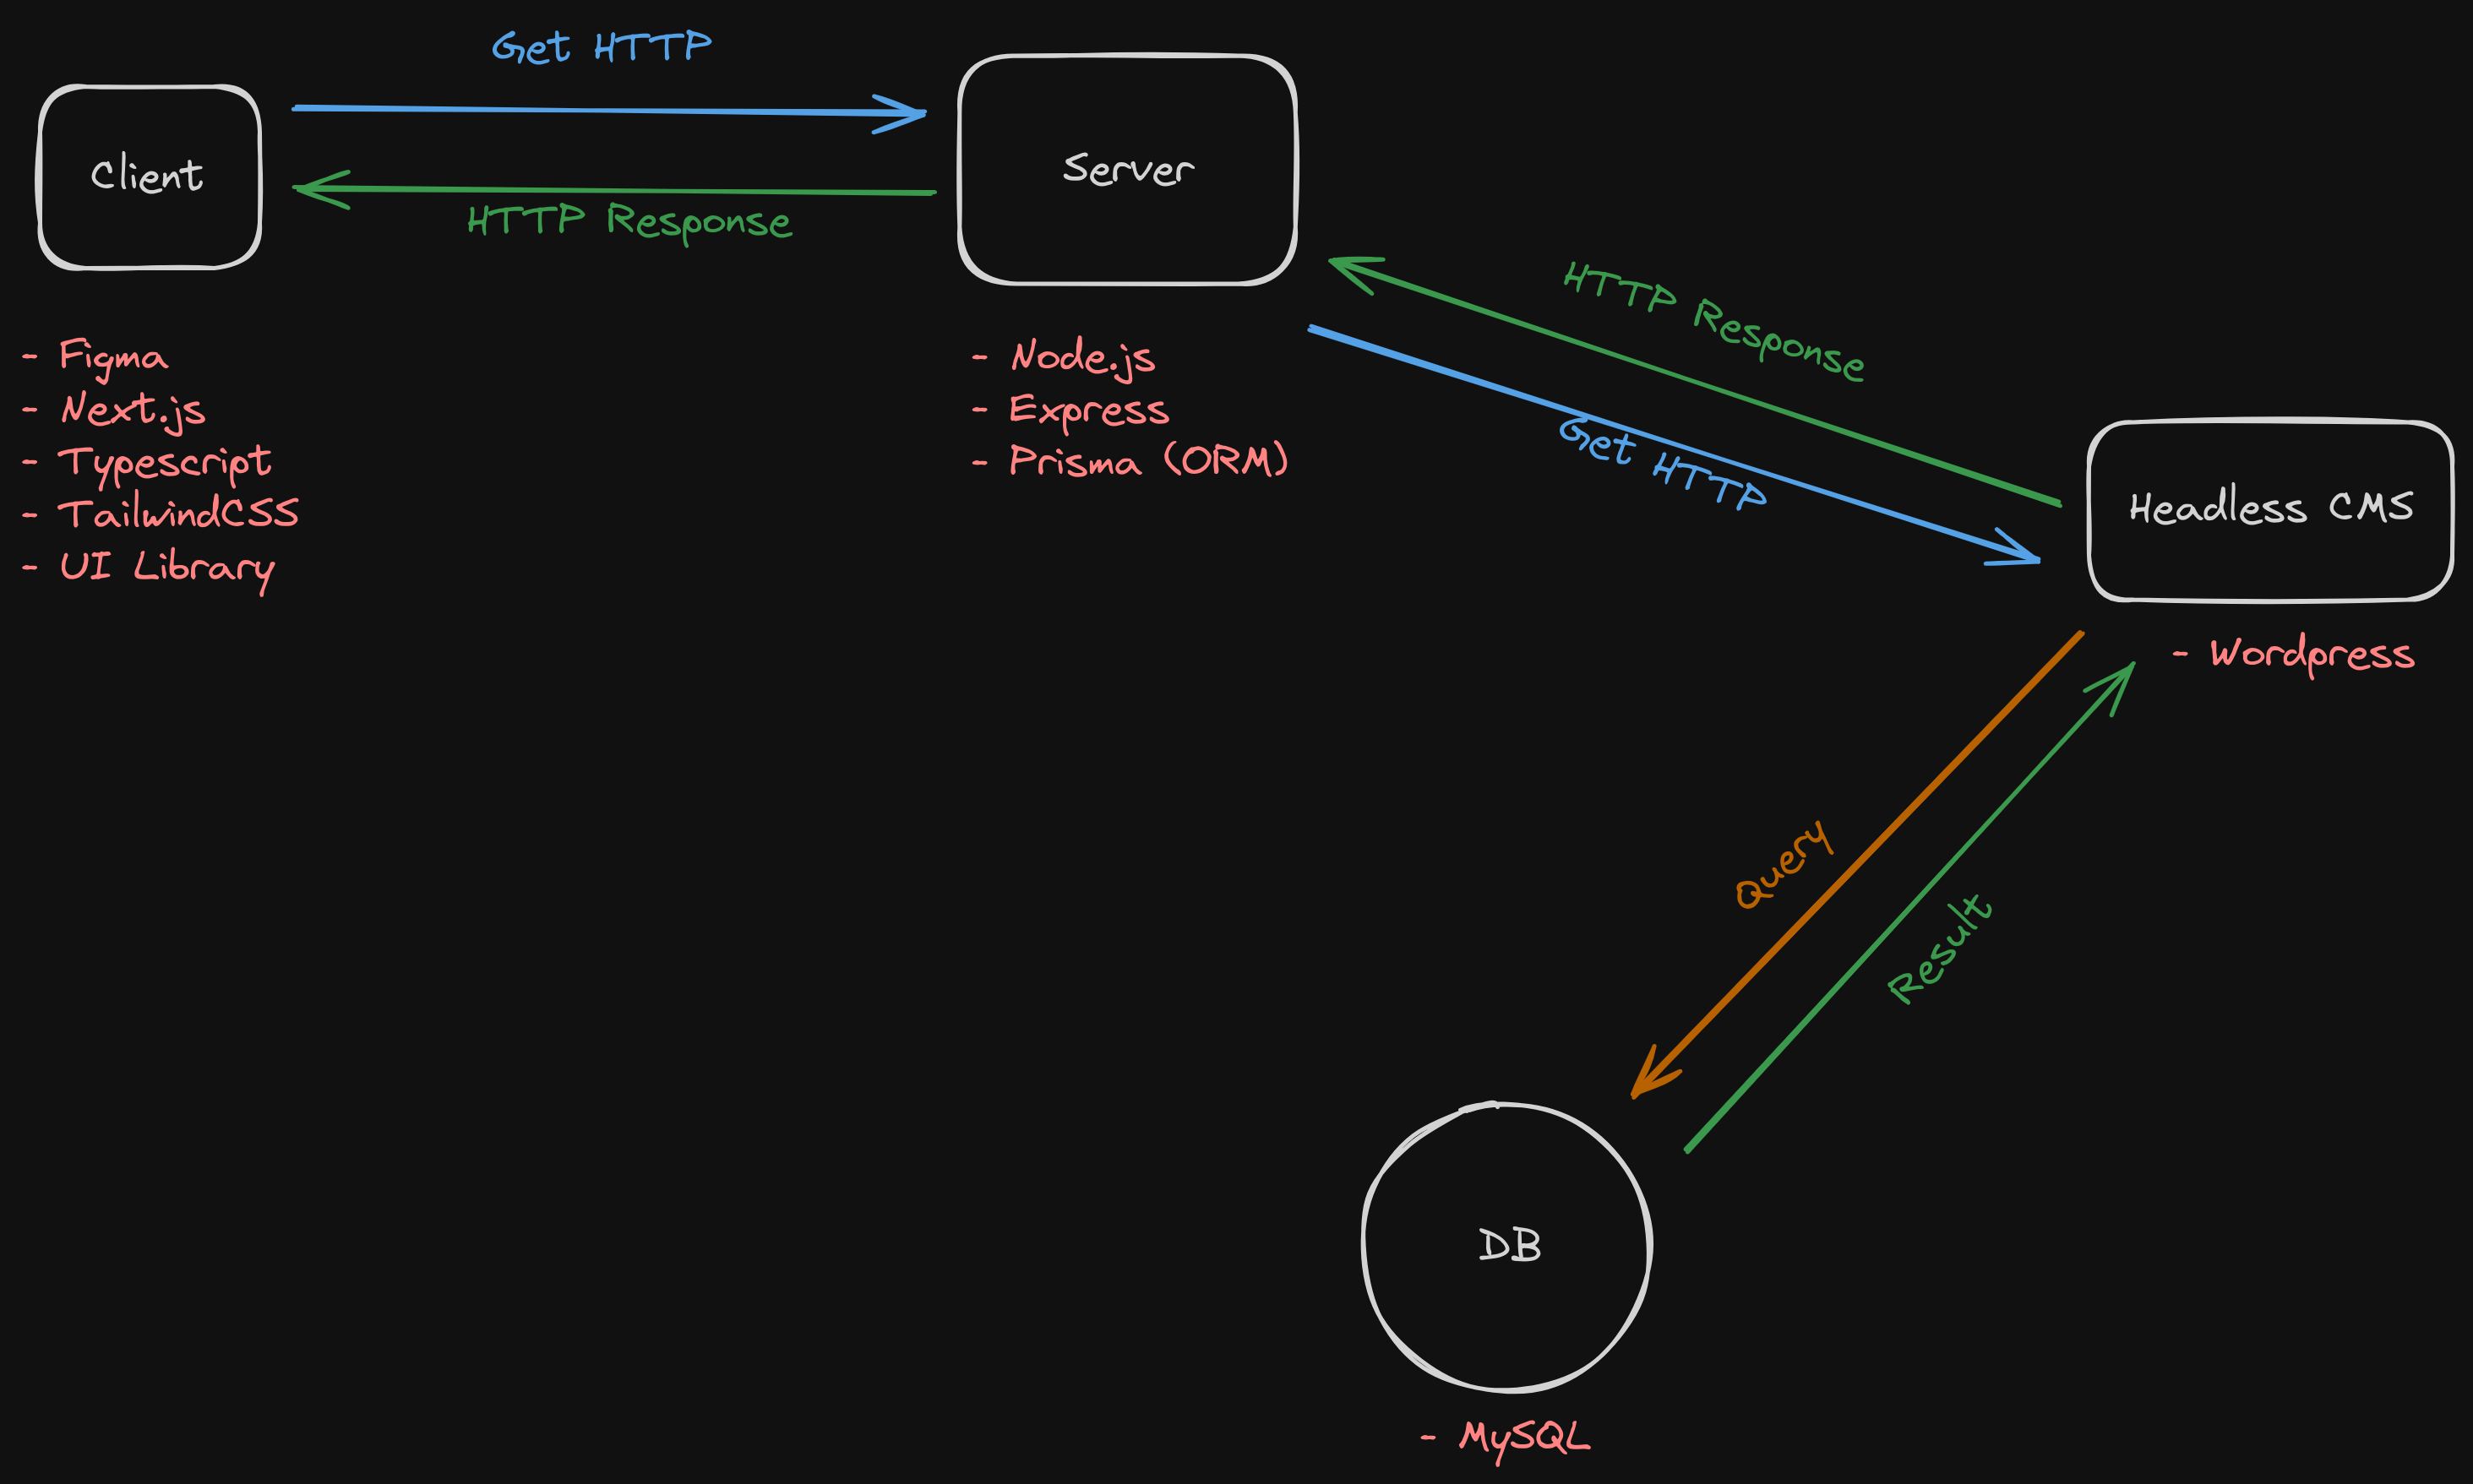 Get HTTP
Client
Server
HTTP Response
HTTP Response
Get HTTP
- Figma
- Next.js
- Typescript
- TailwindCSS
- UI Library
- Node.js
- Express
- Prisma (ORM)
Headless CMS
- Wordpress
Query
Result
DB
- MySQL